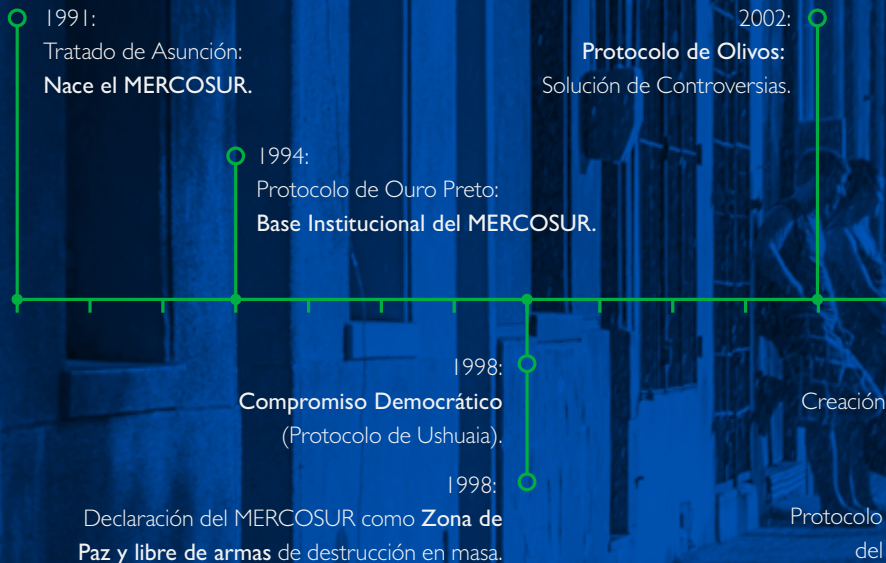 1991:
Tratado de Asunción:
Nace el MERCOSUR.
1994:
Protocolo de Ouro Preto:
Base Institucional del MERCOSUR.
1998:
Compromiso Democrático
(Protocolo de Ushuaia).
1998:
Declaración del MERCOSUR como Zona de
Paz y libre de armas de destrucción en masa.
2002:
Protocolo de Olivos:
Solución de Controversias.
Creación
Protocolo
del